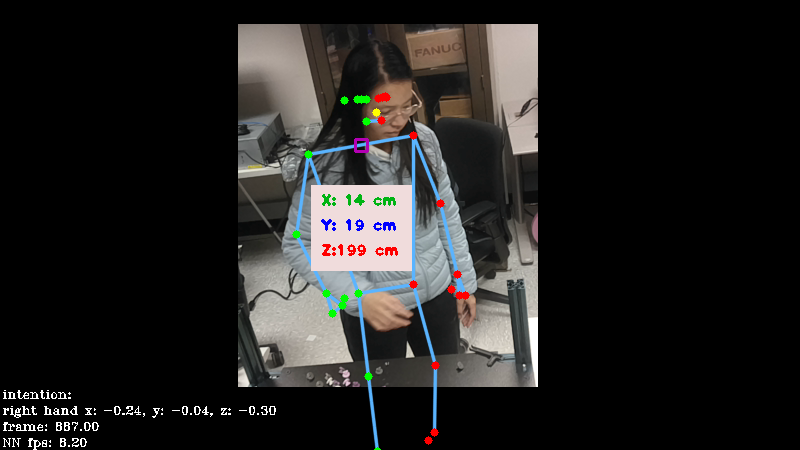 FANUC
X: 14 cm
Y: 19 cm
Z:199 cm
intention:
right hand x: -0.24, y: -0.04, z: -0.30
frame: 887.00
NN fps: 8.20